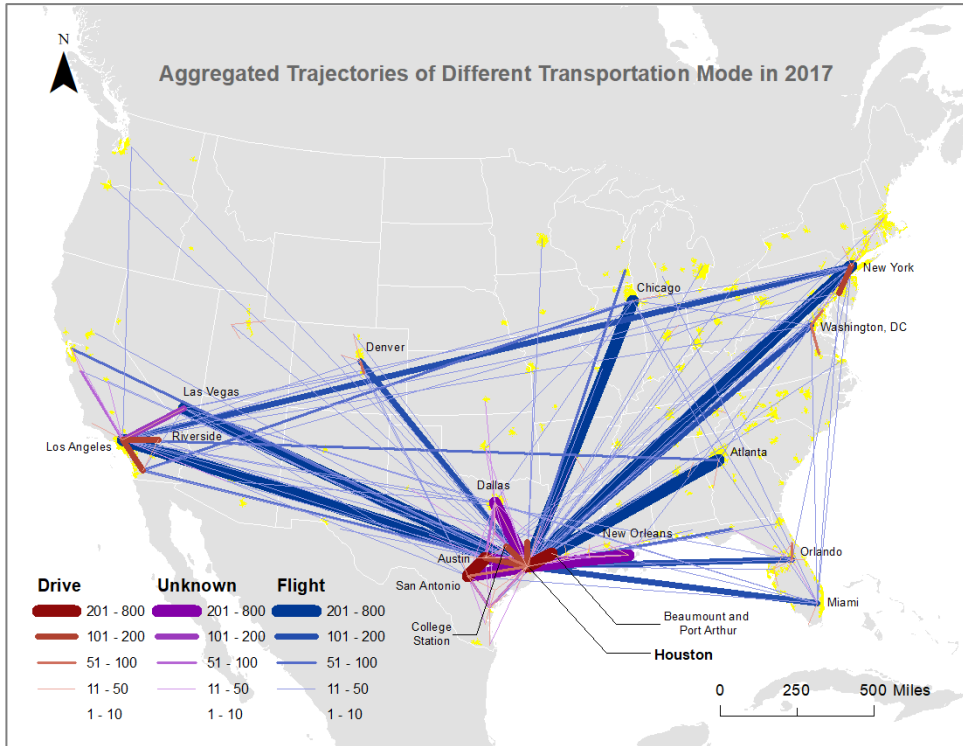 N
Aggregated Trajectories of Different Transportation Mode in 2017
New York
Chicago
Washington, DC
Denver
Las Vegas
Los Angeles
Riverside
Atlanta
Dallas
New Orleans
Austin
Orlando
San Antonio
Miami
College
Station
Beaumount and
Port Arthur
Houston
Drive Unknown Flight
201 - 800 201 - 800 201 - 800
101 - 200 101 - 200 101 - 200
51 - 100 51 - 100 51 - 100
11 - 50 11 - 50 11 - 50
1 - 10 1 - 10 1 - 10
0 250 500 Miles